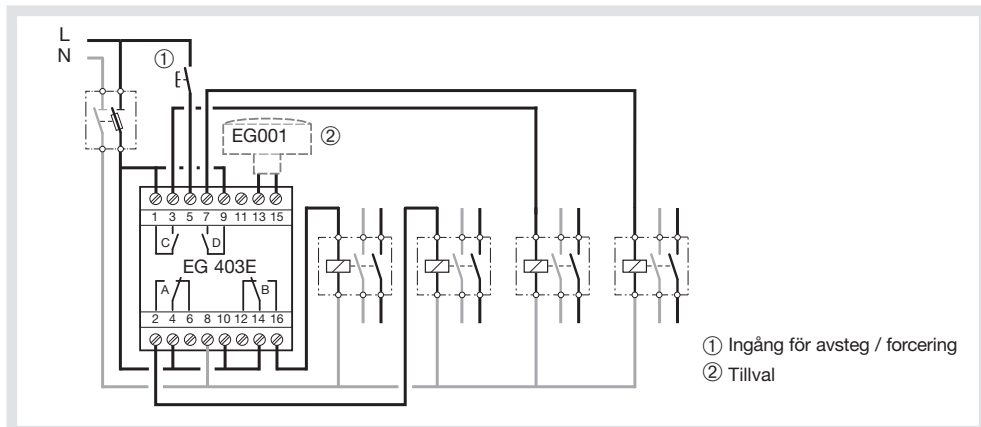 L
N
①
EG001 ②
1 3 5 7 9 11 13 15
C D
EG 403E
A B
2 4 6 8 10 12 14 16
① Ingång för avsteg / forcering
② Tillval